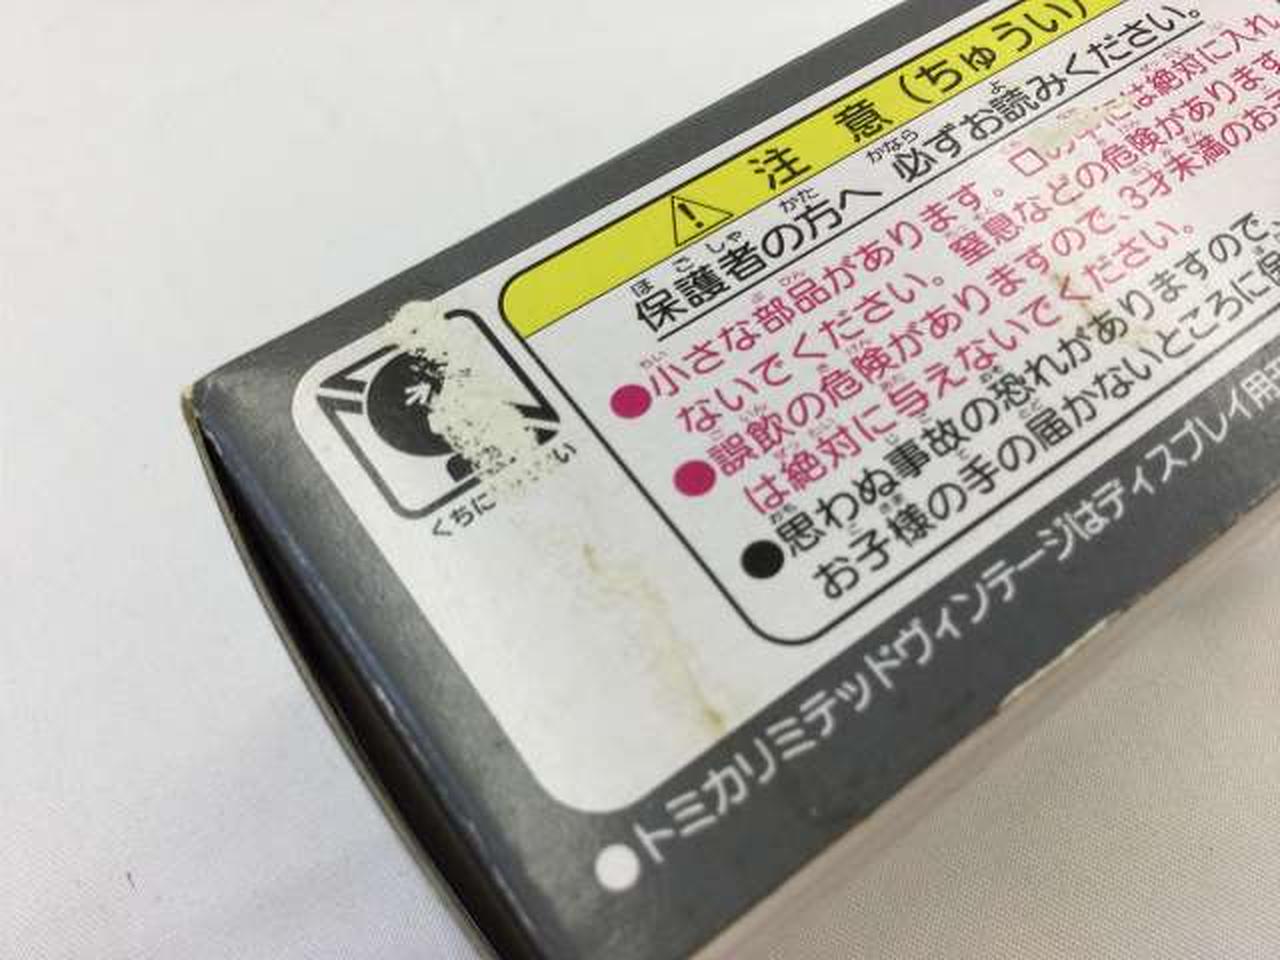 注 意 (ちゅうい)
保護者の方へ 必ずお読みください。
●小さな部品があります。口の中には絶対に入れ
ないでください。窒息などの危険があります
●誤飲の危険がありますので、3才未満のお子
は絶対に与えないでください。
●思わぬ事故の恐れがありますので、
お子様の手の届かないところに保
くちに
い
●トミカリミテッドヴィンテージはディスプレイ用